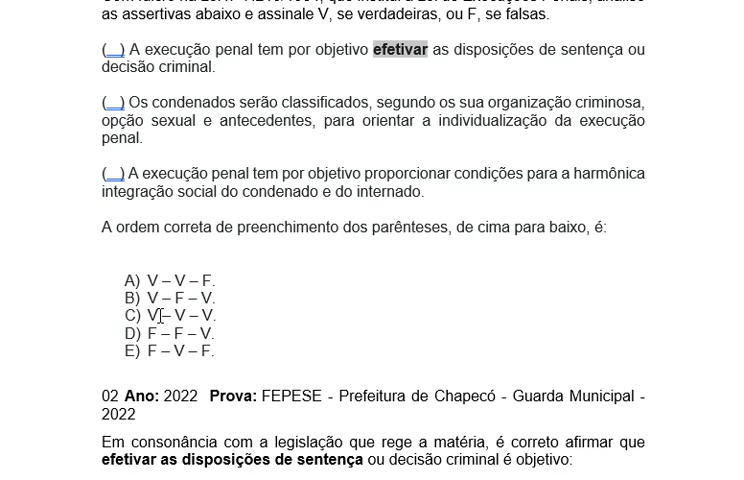 as assertivas abaixo e assinale V, se verdadeiras, ou F, se falsas.
(__) A execução penal tem por objetivo efetivar as disposições de sentença ou
decisão criminal.
(__) Os condenados serão classificados, segundo os sua organização criminosa,
opção sexual e antecedentes, para orientar a individualização da execução
penal.
(__) A execução penal tem por objetivo proporcionar condições para a harmônica
integração social do condenado e do internado.
A ordem correta de preenchimento dos parênteses, de cima para baixo, é:
A) V – V – F.
B) V – F – V.
C) V – V – V.
D) F – F – V.
E) F – V – F.
02 Ano: 2022 Prova: FEPESE - Prefeitura de Chapecó - Guarda Municipal -
2022
Em consonância com a legislação que rege a matéria, é correto afirmar que
efetivar as disposições de sentença ou decisão criminal é objetivo: